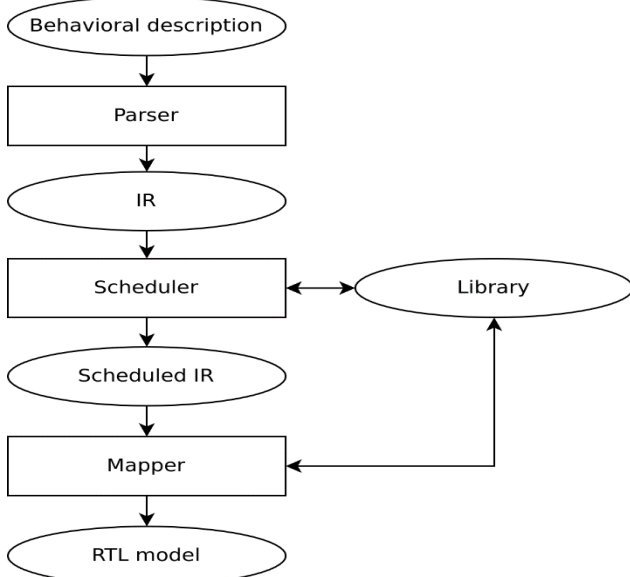 Behavioral description
Parser
IR
Scheduler
Library
Scheduled IR
Mapper
RTL model